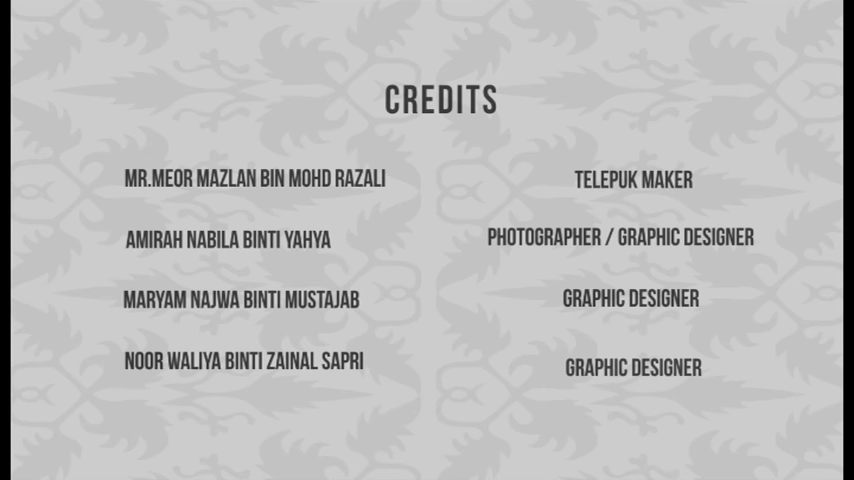 CREDITS
MR.MEOR MAZLAN BIN MOHD RAZALI TELEPUK MAKER
AMIRAH NABILA BINTI YAHYA PHOTOGRAPHER / GRAPHIC DESIGNER
MARYAM NAJWA BINTI MUSTAJAB GRAPHIC DESIGNER
NOOR WALIYA BINTI ZAINAL SAPRI GRAPHIC DESIGNER